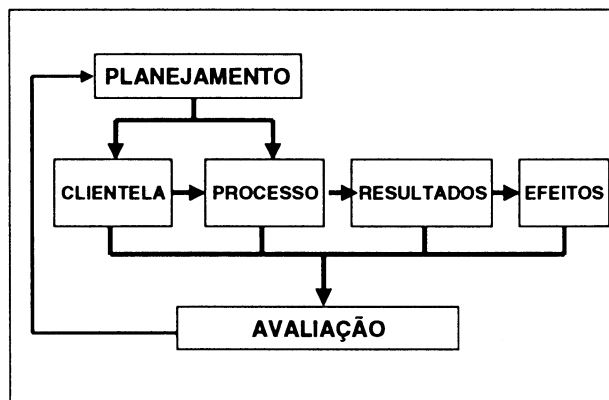 PLANEJAMENTO
CLIENTELA
PROCESSO
RESULTADOS
EFEITOS
AVALIAÇÃO